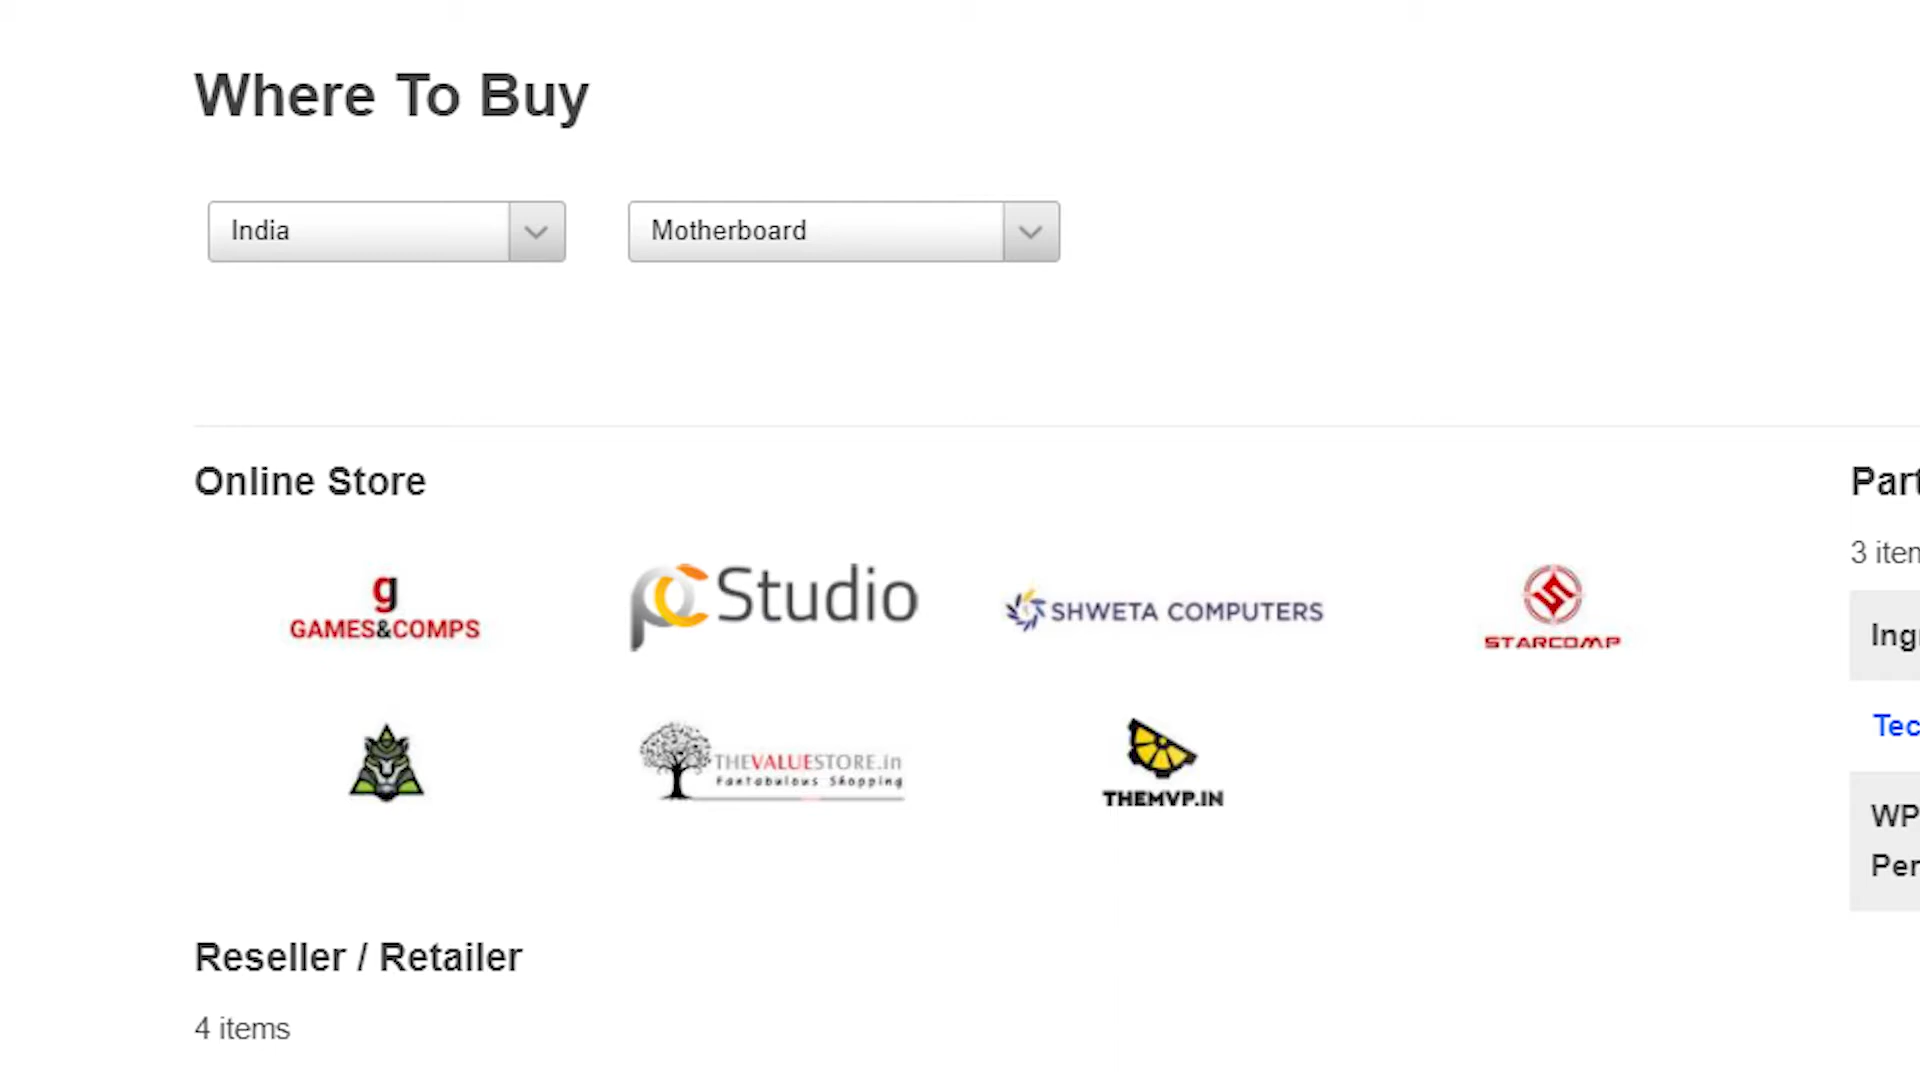 Where To Buy
India
Motherboard
Online Store
Part
3 item
g
GAMES&COMPS
pc Studio
SHWETA COMPUTERS
STARCOMP
Ing
Tec
THEVALUESTORE.in
Fantabulous Shopping
THEMVP.IN
WP
Per
Reseller / Retailer
4 items